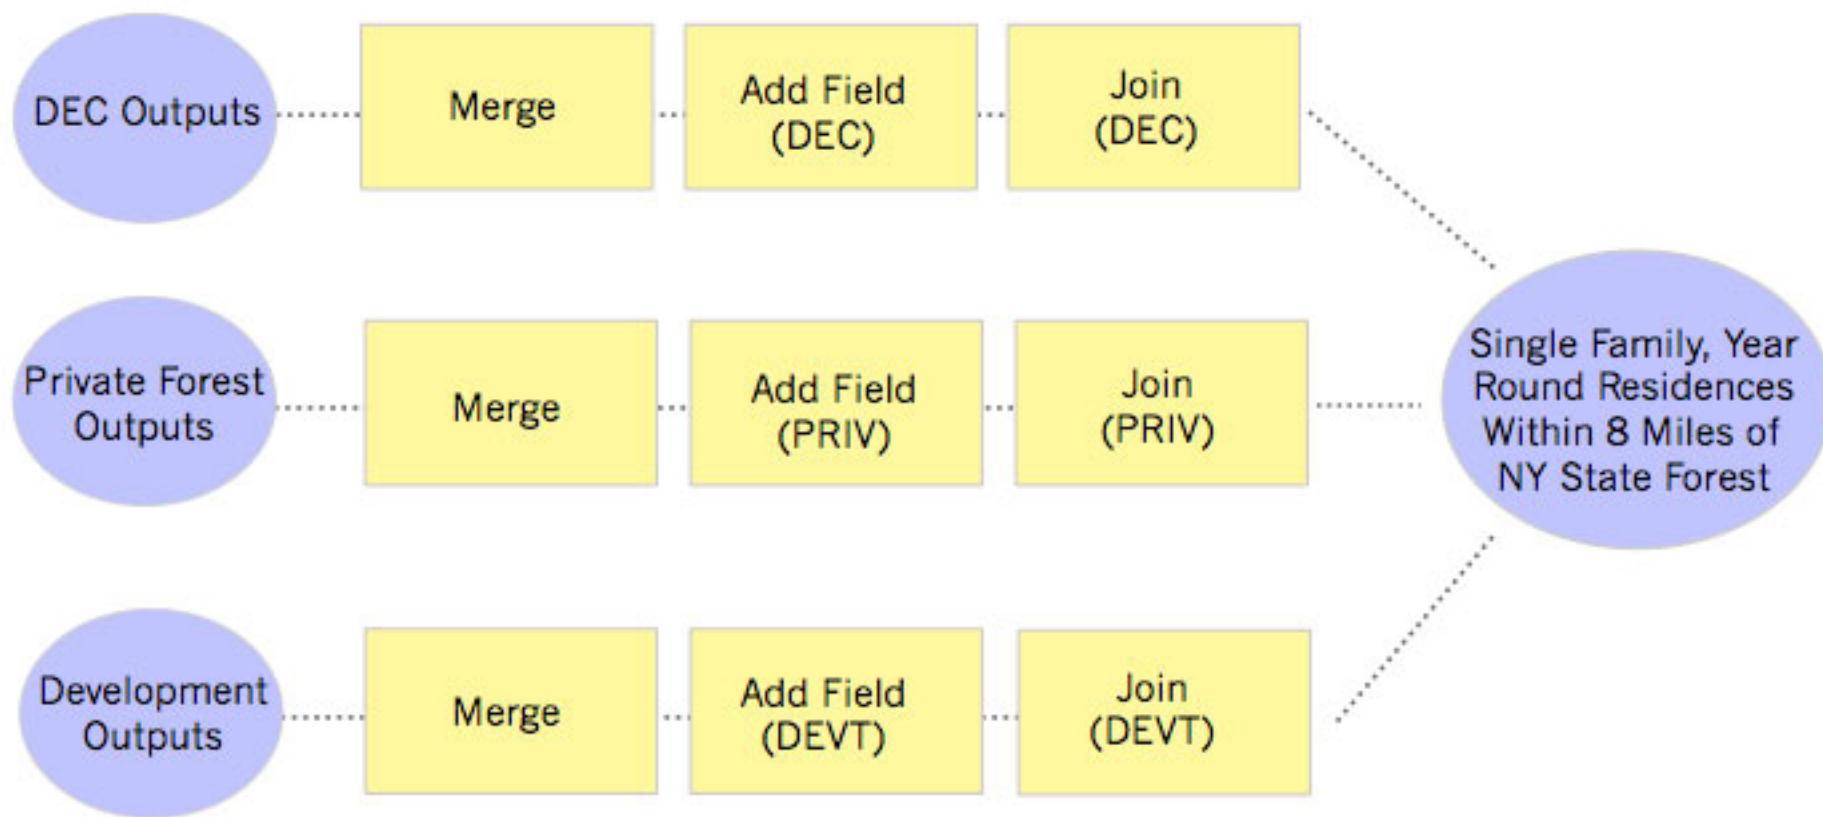 DEC Outputs
Merge
Add Field
(DEC)
Join
(DEC)
Private Forest
Outputs
Merge
Add Field
(PRIV)
Join
(PRIV)
Single Family, Year
Round Residences
Within 8 Miles of
NY State Forest
Development
Outputs
Merge
Add Field
(DEVT)
Join
(DEVT)